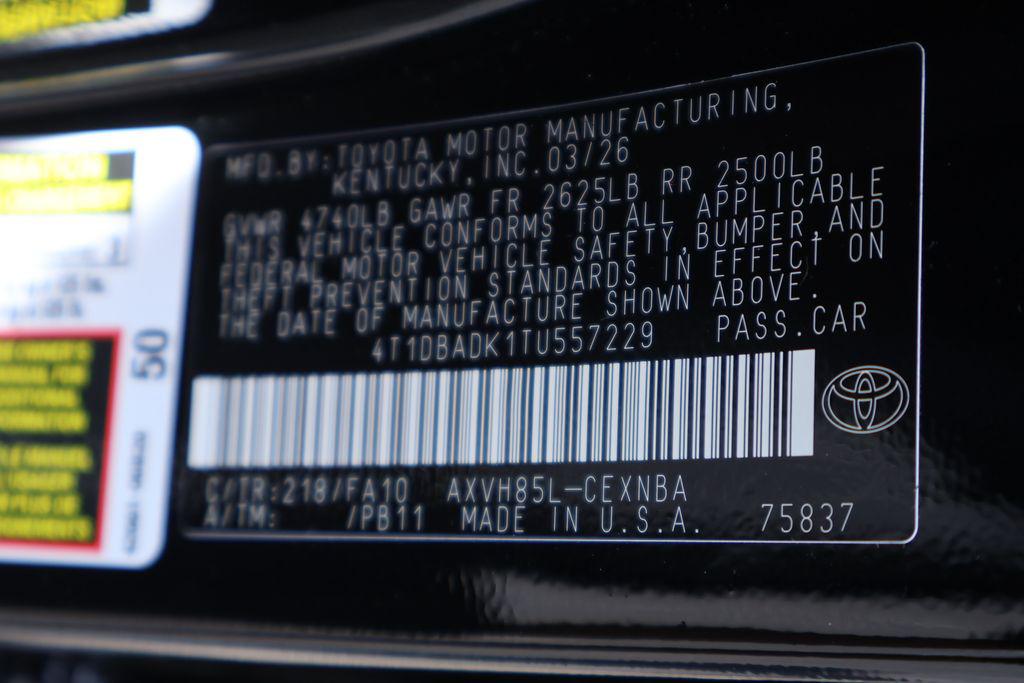 MFD.BY:TOYOTA MOTOR MANUFACTURING,
KENTUCKY,INC.03/26
GVWR 4740LB GAWR FR 2625LB RR 2500LB
THIS VEHICLE CONFORMS TO ALL APPLICABLE
FEDERAL MOTOR VEHICLE SAFETY,BUMPER,AND
THEFT PREVENTION STANDARDS IN EFFECT ON
THE DATE OF MANUFACTURE SHOWN ABOVE.
4T1DBADK1TU557229 PASS.CAR
C/TR:218/FA10 AXVH85L-CEXNBA
A/TM: /PB11 MADE IN U.S.A. 75837
50